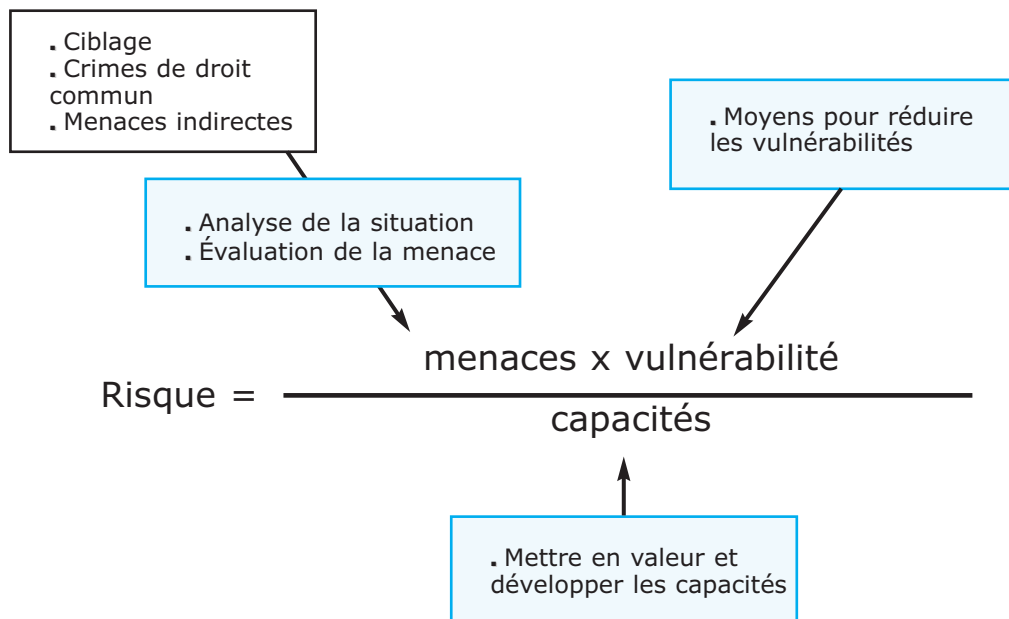 . Ciblage
. Crimes de droit
commun
. Menaces indirectes
. Moyens pour réduire
les vulnérabilités
. Analyse de la situation
. Évaluation de la menace
menaces x vulnérabilité
Risque =
capacités
. Mettre en valeur et
développer les capacités